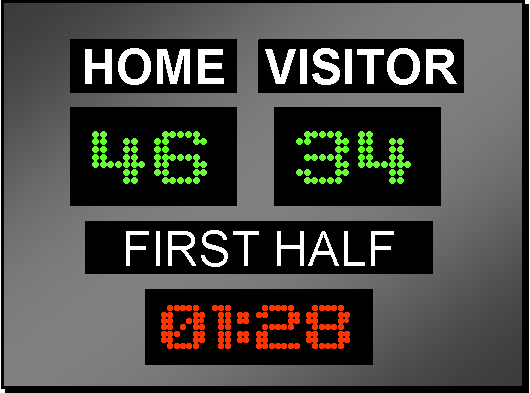 HOME VISITOR
46 34
FIRST HALF
01:28